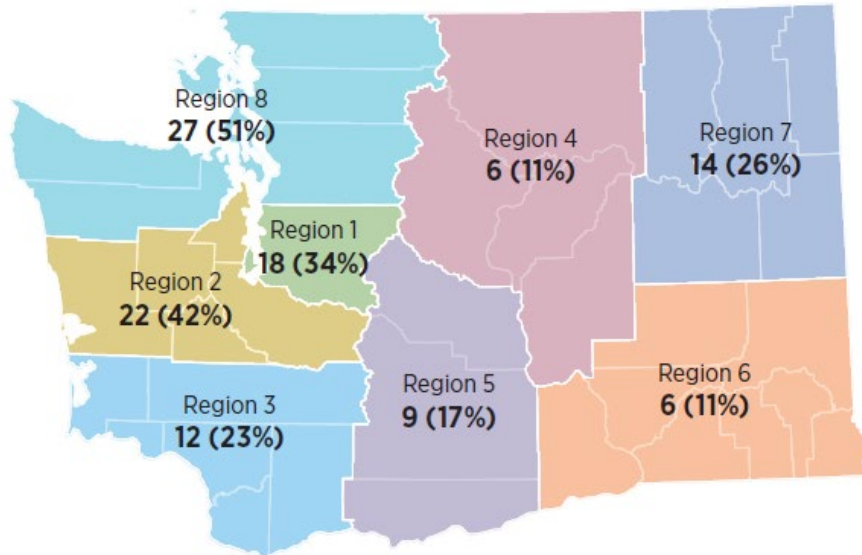 Region 8
27 (51%)
Region 4
6 (11%)
Region 7
14 (26%)
Region 1
18 (34%)
Region 2
22 (42%)
Region 3
12 (23%)
Region 5
9 (17%)
Region 6
6 (11%)